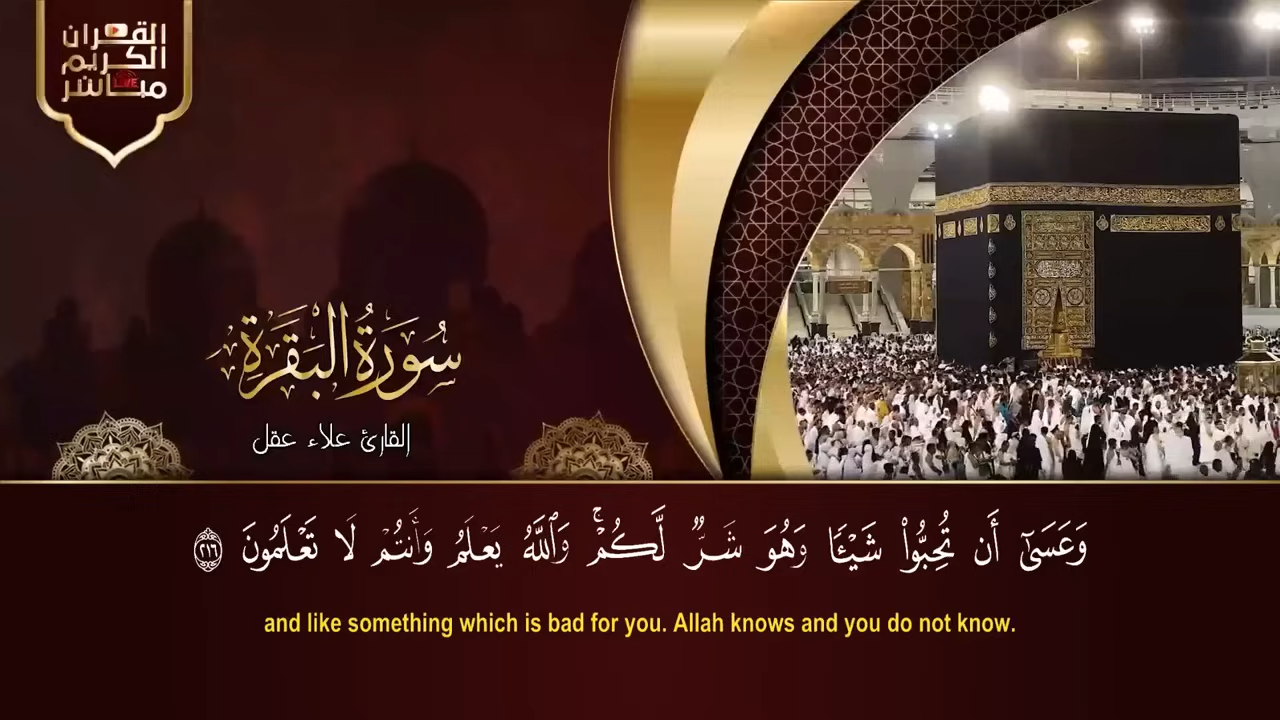 القرآن
الكريم
مباشر
LIVE
سُورَةُ البَقَرَةِ
القارئ علاء عقل
وَعَسَىٰٓ أَن تُحِبُّوا۟ شَيْـًٔا وَهُوَ شَرٌّ لَّكُمْ ۗ وَٱللَّهُ يَعْلَمُ وَأَنتُمْ لَا تَعْلَمُونَ ٢١٦
and like something which is bad for you. Allah knows and you do not know.